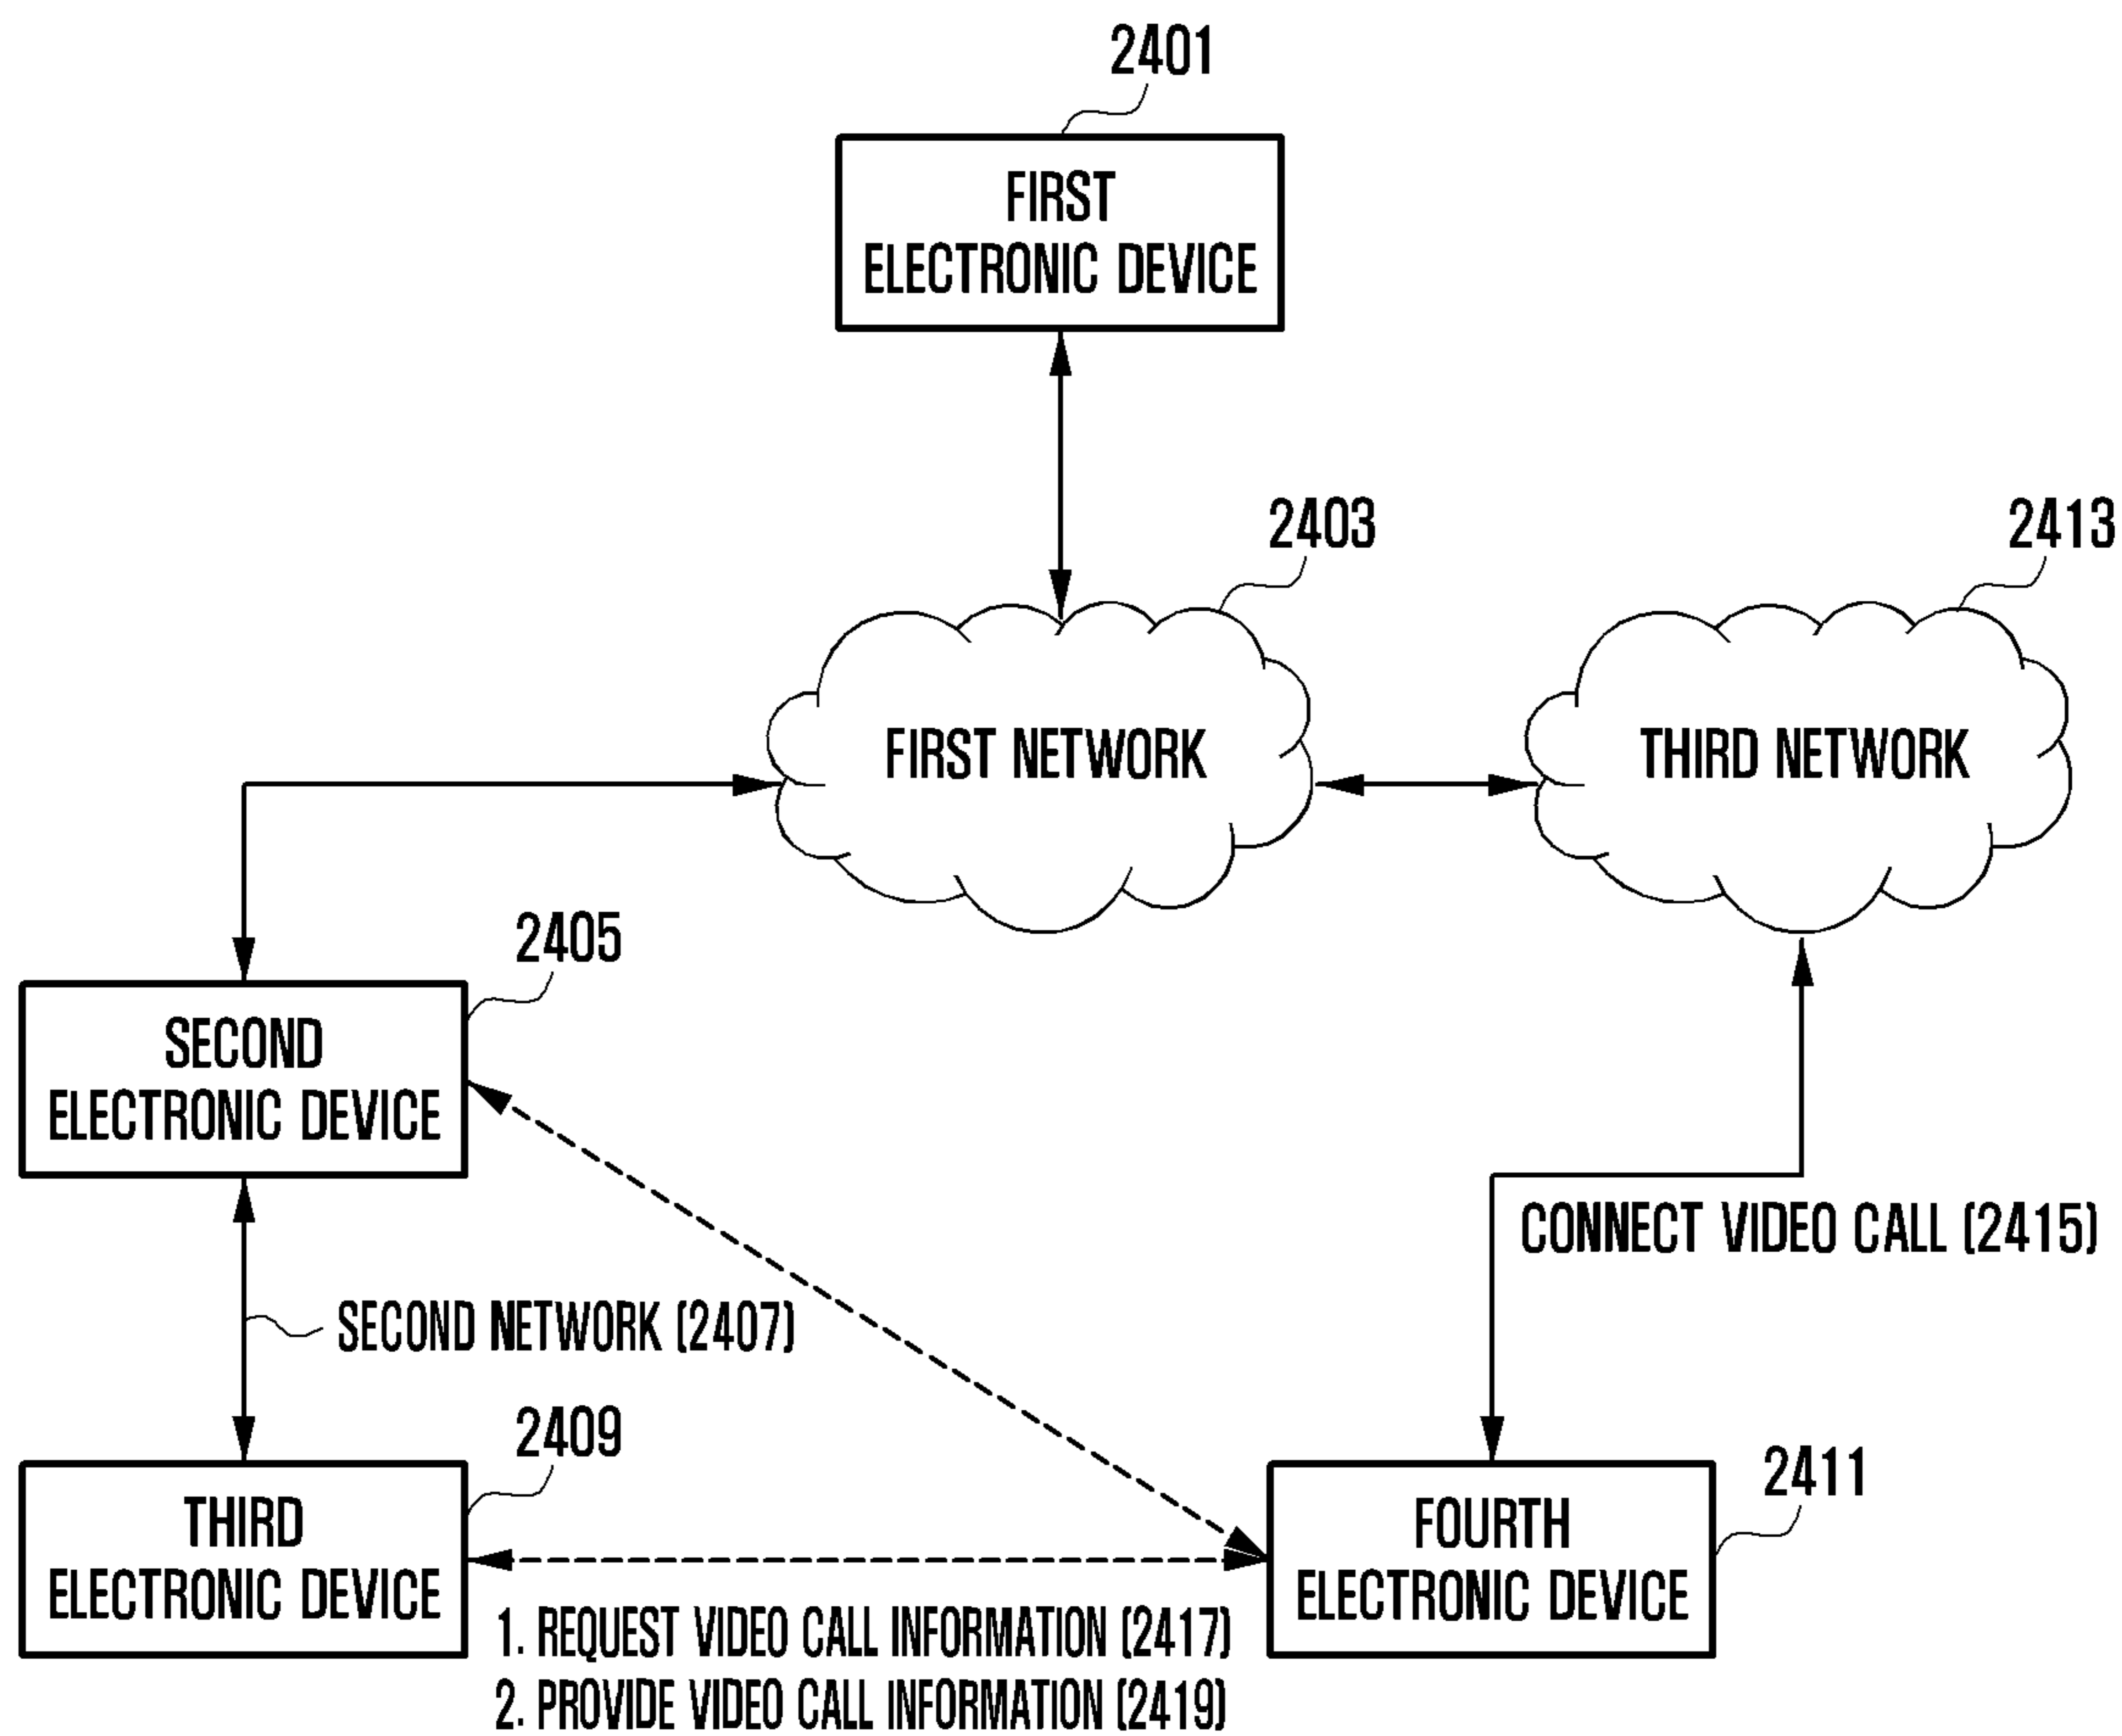 2401
FIRST
ELECTRONIC DEVICE
2403
2413
FIRST NETWORK
THIRD NETWORK
2405
SECOND
ELECTRONIC DEVICE
CONNECT VIDEO CALL (2415)
SECOND NETWORK (2407)
2409
2411
THIRD
ELECTRONIC DEVICE
FOURTH
ELECTRONIC DEVICE
1. REQUEST VIDEO CALL INFORMATION (2417)
2. PROVIDE VIDEO CALL INFORMATION (2419)